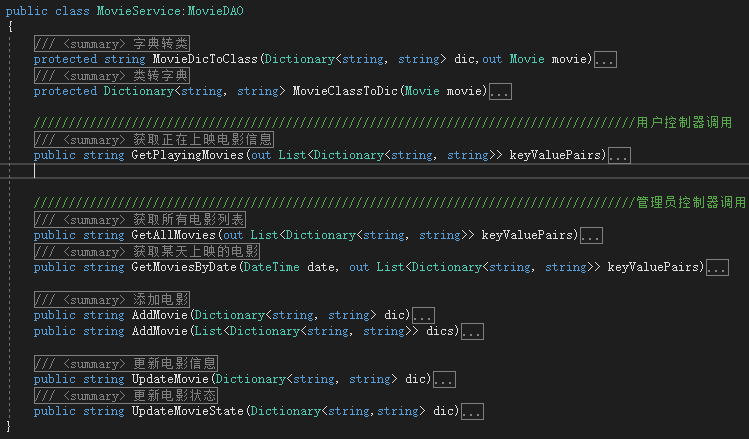 public class MovieService:MovieDAO
{
/// <summary> 字典转类
protected string MovieDicToClass(Dictionary<string, string> dic,out Movie movie)...
/// <summary> 类转字典
protected Dictionary<string, string> MovieClassToDic(Movie movie)...
//////////////////////////////////////////////////////////////////////////////////////用户控制器调用
/// <summary> 获取正在上映电影信息
public string GetPlayingMovies(out List<Dictionary<string, string>> keyValuePairs)...
//////////////////////////////////////////////////////////////////////////////////////管理员控制器调用
/// <summary> 获取所有电影列表
public string GetAllMovies(out List<Dictionary<string, string>> keyValuePairs)...
/// <summary> 获取某天上映的电影
public string GetMoviesByDate(DateTime date, out List<Dictionary<string, string>> keyValuePairs)...
/// <summary> 添加电影
public string AddMovie(Dictionary<string, string> dic)...
public string AddMovie(List<Dictionary<string, string>> dics)...
/// <summary> 更新电影信息
public string UpdateMovie(Dictionary<string, string> dic)...
/// <summary> 更新电影状态
public string UpdateMovieState(Dictionary<string,string> dic)...
}